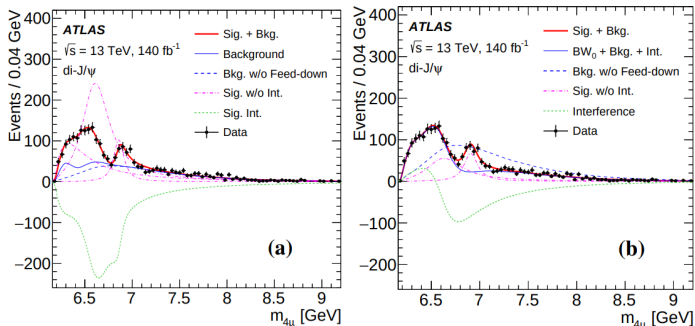 ATLAS
√s = 13 TeV, 140 fb⁻¹
di-J/ψ
Sig. + Bkg.
Background
Bkg. w/o Feed-down
Sig. w/o Int.
Sig. Int.
Data
Events / 0.04 GeV
400
300
200
100
0
−100
−200
6.5 7 7.5 8 8.5 9
m4μ [GeV]
(a)
ATLAS
√s = 13 TeV, 140 fb⁻¹
di-J/ψ
Sig. + Bkg.
BW₀ + Bkg. + Int.
Bkg. w/o Feed-down
Sig. w/o Int.
Interference
Data
Events / 0.04 GeV
400
300
200
100
0
−100
−200
6.5 7 7.5 8 8.5 9
m4μ [GeV]
(b)